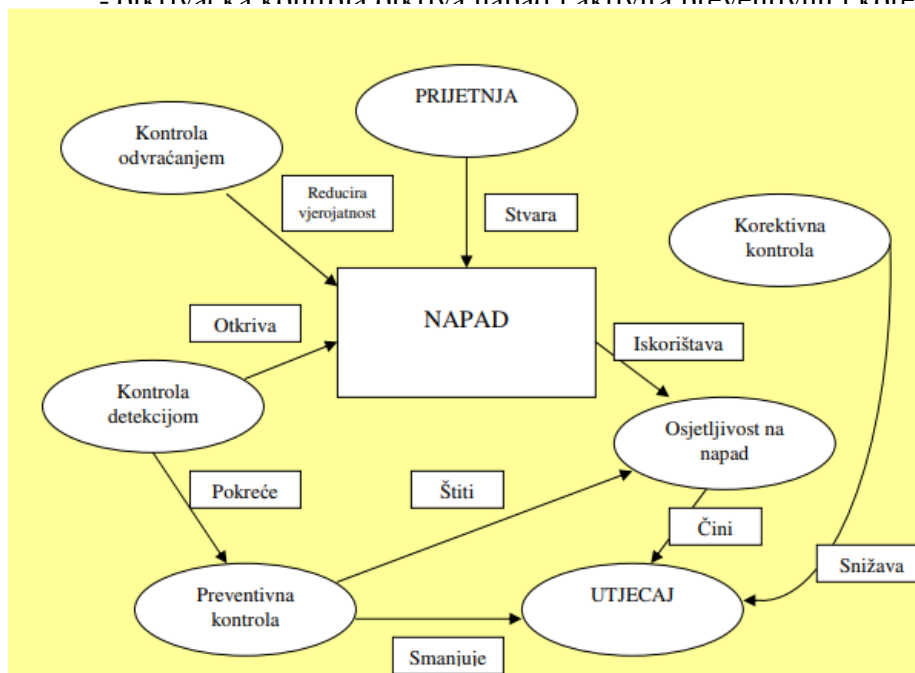 PRIJETNJA
Kontrola
odvraćanjem
Reducira
vjerojatnost
Stvara
Korektivna
kontrola
NAPAD
Otkriva
Iskorištava
Kontrola
detekcijom
Osjetljivost na
napad
Pokreće
Štiti
Čini
Snižava
Preventivna
kontrola
UTJECAJ
Smanjuje